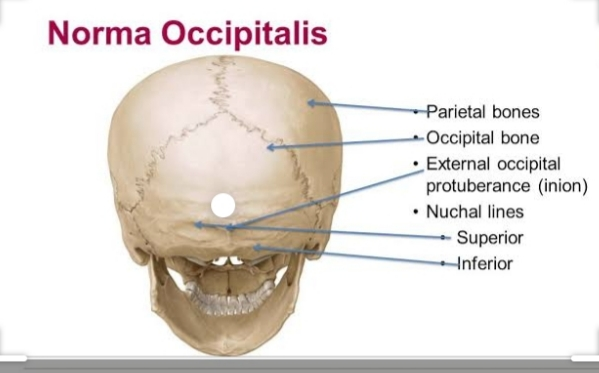 Norma Occipitalis
• Parietal bones
• Occipital bone
• External occipital
protuberance (inion)
• Nuchal lines
• Superior
• Inferior